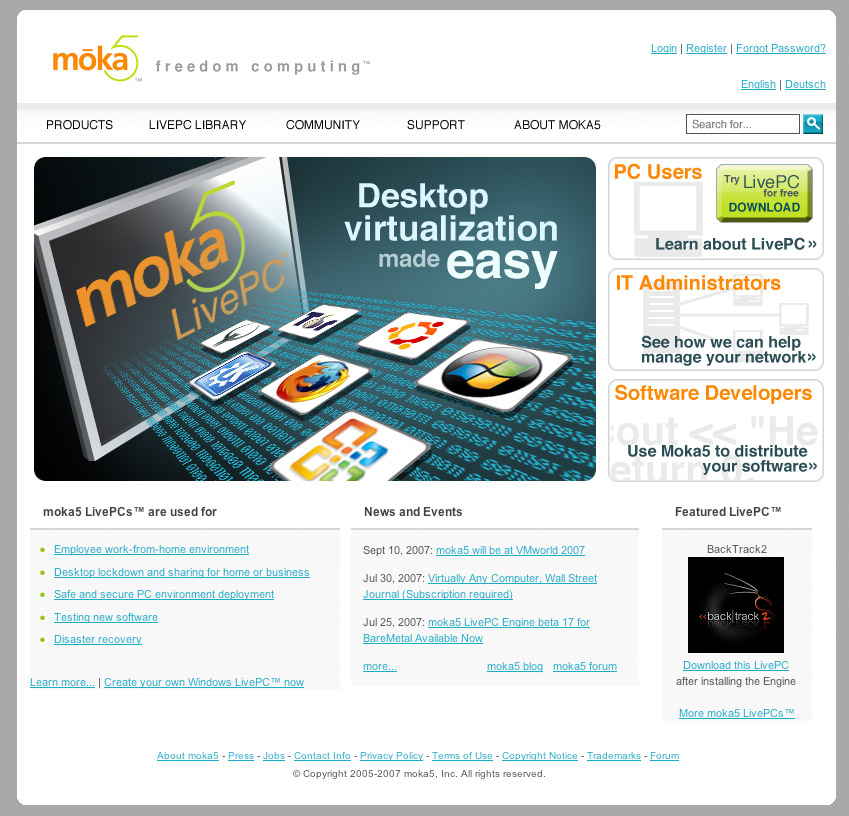 mōka5™ freedom computing™
Login | Register | Forgot Password?
English | Deutsch
PRODUCTS LIVEPC LIBRARY COMMUNITY SUPPORT ABOUT MOKA5 Search for...
moka5™
LivePC
Desktop
virtualization
made easy
PC Users
Try LivePC
for free
DOWNLOAD
Learn about LivePC »
IT Administrators
See how we can help
manage your network»
Software Developers
cout << "He
return 0.
Use Moka5 to distribute
your software»
moka5 LivePCs™ are used for
Employee work-from-home environment
Desktop lockdown and sharing for home or business
Safe and secure PC environment deployment
Testing new software
Disaster recovery
Learn more... | Create your own Windows LivePC™ now
News and Events
Sept 10, 2007: moka5 will be at VMworld 2007
Jul 30, 2007: Virtually Any Computer, Wall Street
Journal (Subscription required)
Jul 25, 2007: moka5 LivePC Engine beta 17 for
BareMetal Available Now
more... moka5 blog moka5 forum
Featured LivePC™
BackTrack2
<<back|track 2
Download this LivePC
after installing the Engine
More moka5 LivePCs™
About moka5 - Press - Jobs - Contact Info - Privacy Policy - Terms of Use - Copyright Notice - Trademarks - Forum
© Copyright 2005-2007 moka5, Inc. All rights reserved.